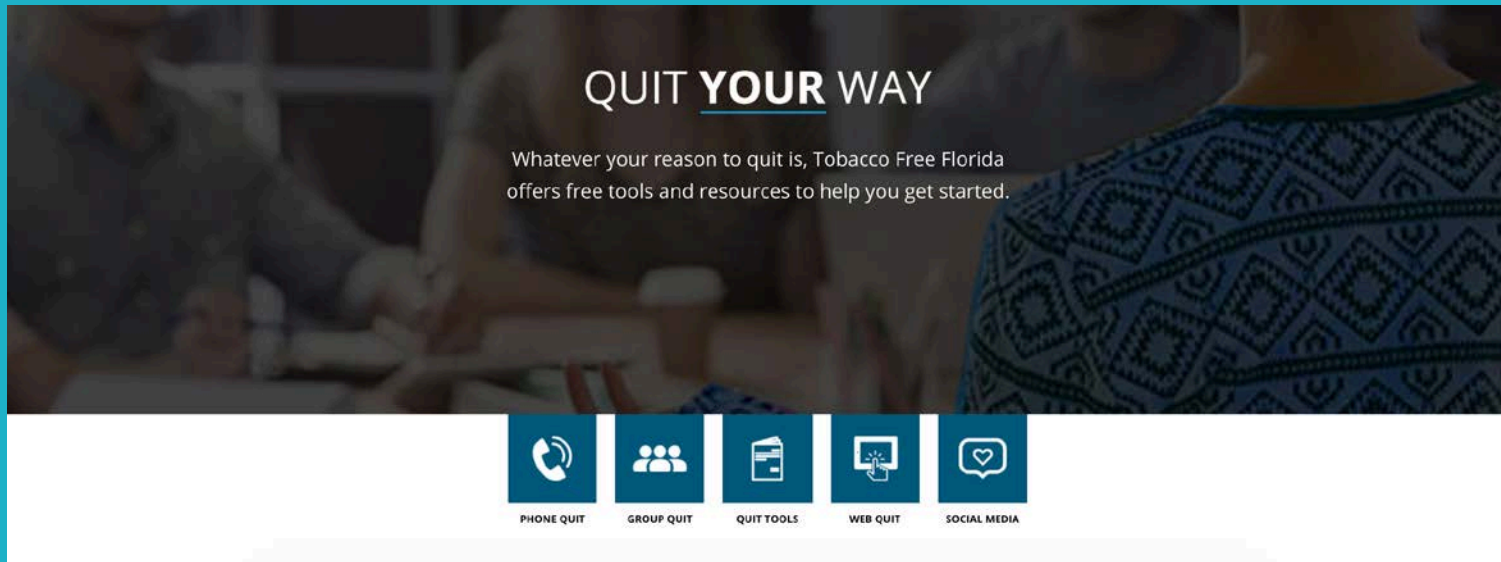 QUIT YOUR WAY
Whatever your reason to quit is, Tobacco Free Florida
offers free tools and resources to help you get started.
PHONE QUIT
GROUP QUIT
QUIT TOOLS
WEB QUIT
SOCIAL MEDIA